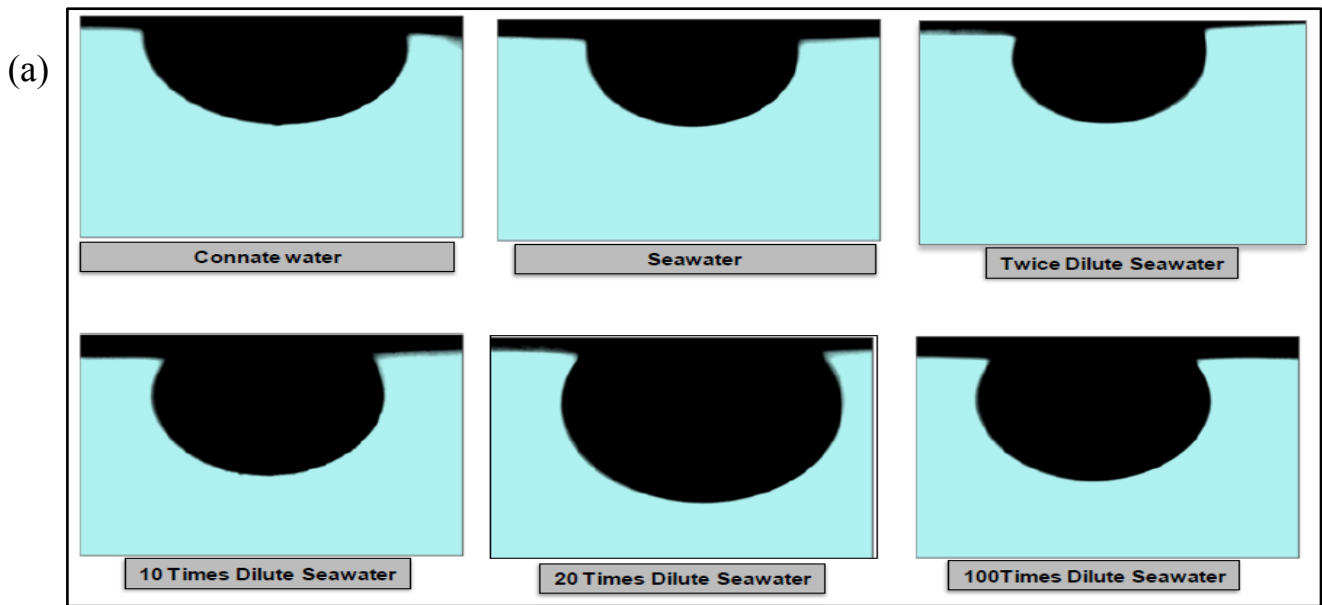 (a)
Connate water
Seawater
Twice Dilute Seawater
10 Times Dilute Seawater
20 Times Dilute Seawater
100Times Dilute Seawater